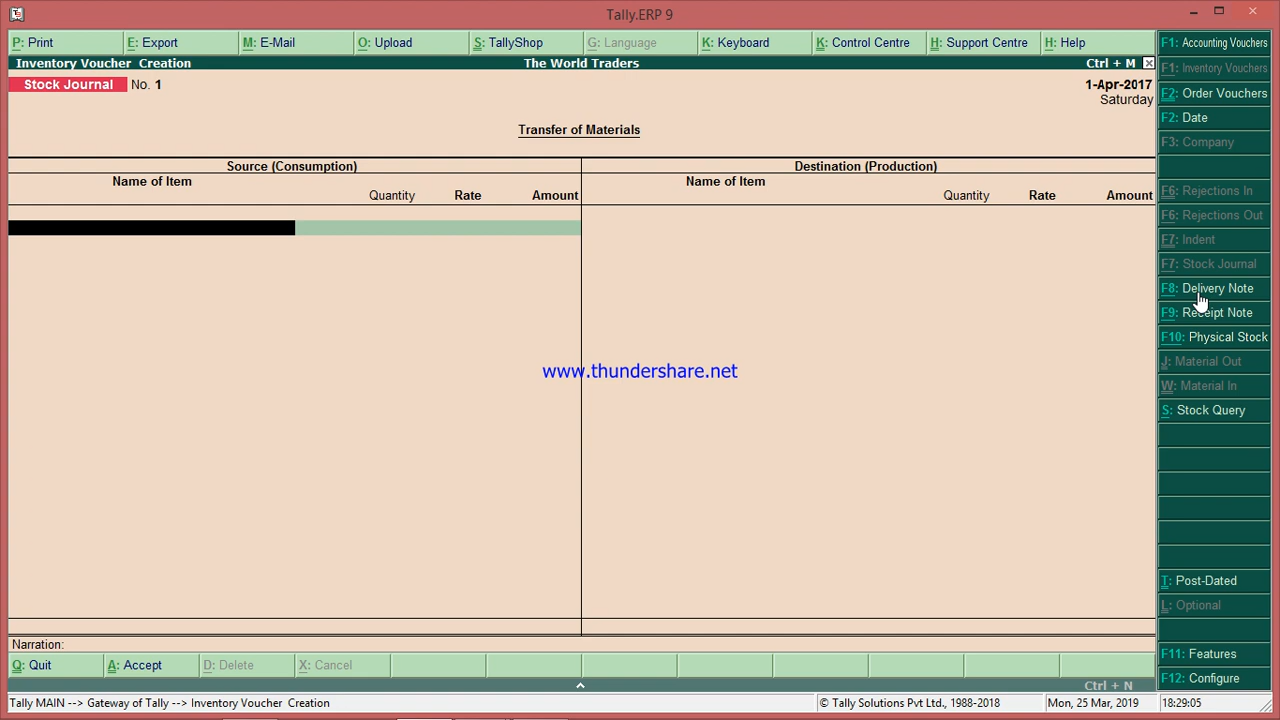 Tally.ERP 9
P: Print
E: Export
M: E-Mail
O: Upload
S: TallyShop
G: Language
K: Keyboard
K: Control Centre
H: Support Centre
H: Help
Inventory Voucher Creation
The World Traders
Ctrl + M
Stock Journal No. 1
1-Apr-2017
Saturday
Transfer of Materials
Source (Consumption)
Destination (Production)
Name of Item
Quantity
Rate
Amount
Name of Item
Quantity
Rate
Amount
www.thundershare.net
Narration:
Q: Quit
A: Accept
D: Delete
X: Cancel
Ctrl + N
F1: Accounting Vouchers
F1: Inventory Vouchers
F2: Order Vouchers
F2: Date
F3: Company
F6: Rejections In
F6: Rejections Out
F7: Indent
F7: Stock Journal
F8: Delivery Note
F9: Receipt Note
F10: Physical Stock
J: Material Out
W: Material In
S: Stock Query
T: Post-Dated
L: Optional
F11: Features
F12: Configure
Tally MAIN --> Gateway of Tally --> Inventory Voucher Creation
© Tally Solutions Pvt Ltd., 1988-2018
Mon, 25 Mar, 2019
18:29:05